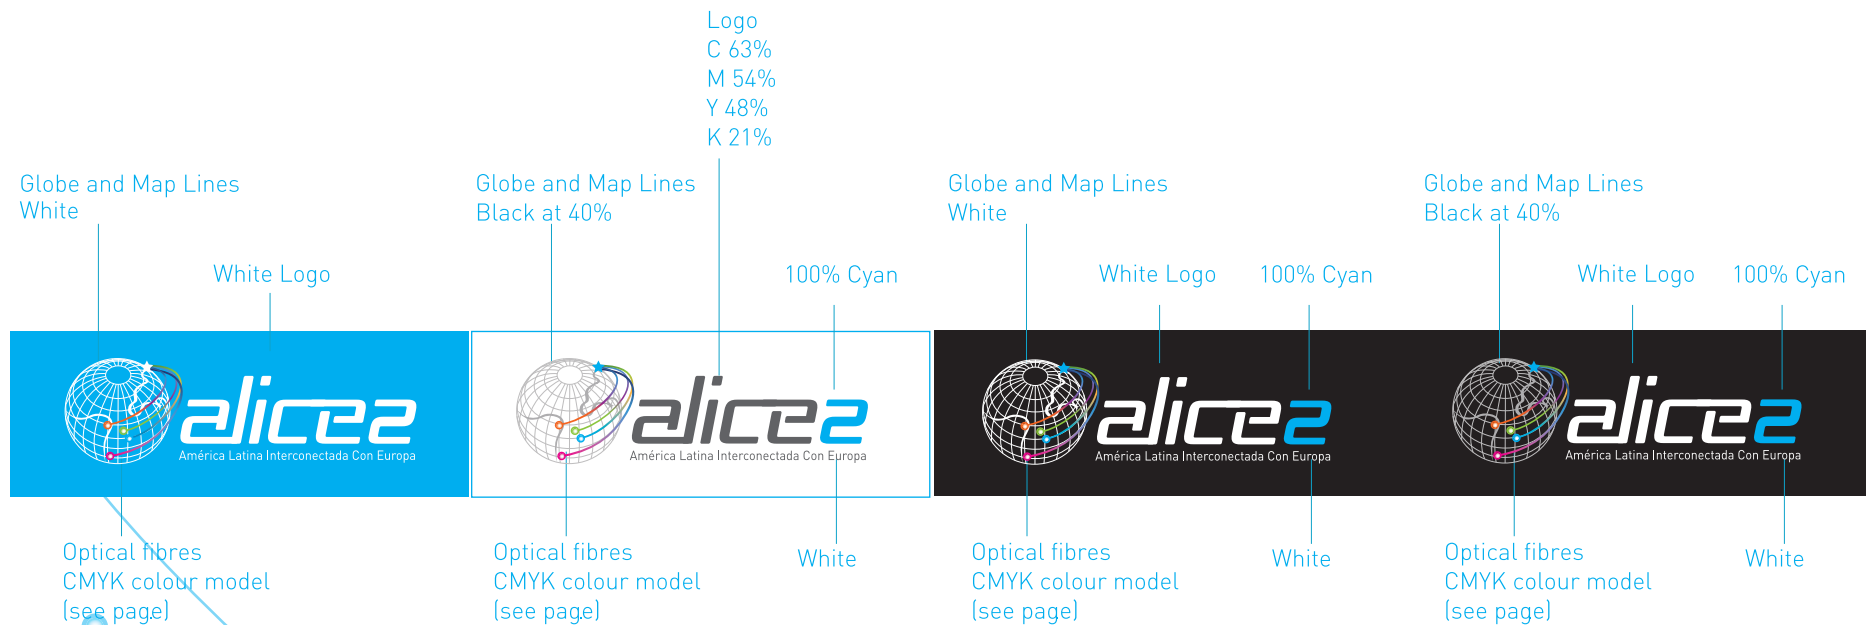 Logo
C 63%
M 54%
Y 48%
K 21%
Globe and Map Lines
White
White Logo
alice2
América Latina Interconectada Con Europa
Optical fibres
CMYK colour model
(see page)
Globe and Map Lines
Black at 40%
100% Cyan
alice2
América Latina Interconectada Con Europa
Optical fibres
CMYK colour model
(see page)
White
Globe and Map Lines
White
White Logo
100% Cyan
alice2
América Latina Interconectada Con Europa
Optical fibres
CMYK colour model
(see page)
White
Globe and Map Lines
Black at 40%
White Logo
100% Cyan
alice2
América Latina Interconectada Con Europa
Optical fibres
CMYK colour model
(see page)
White